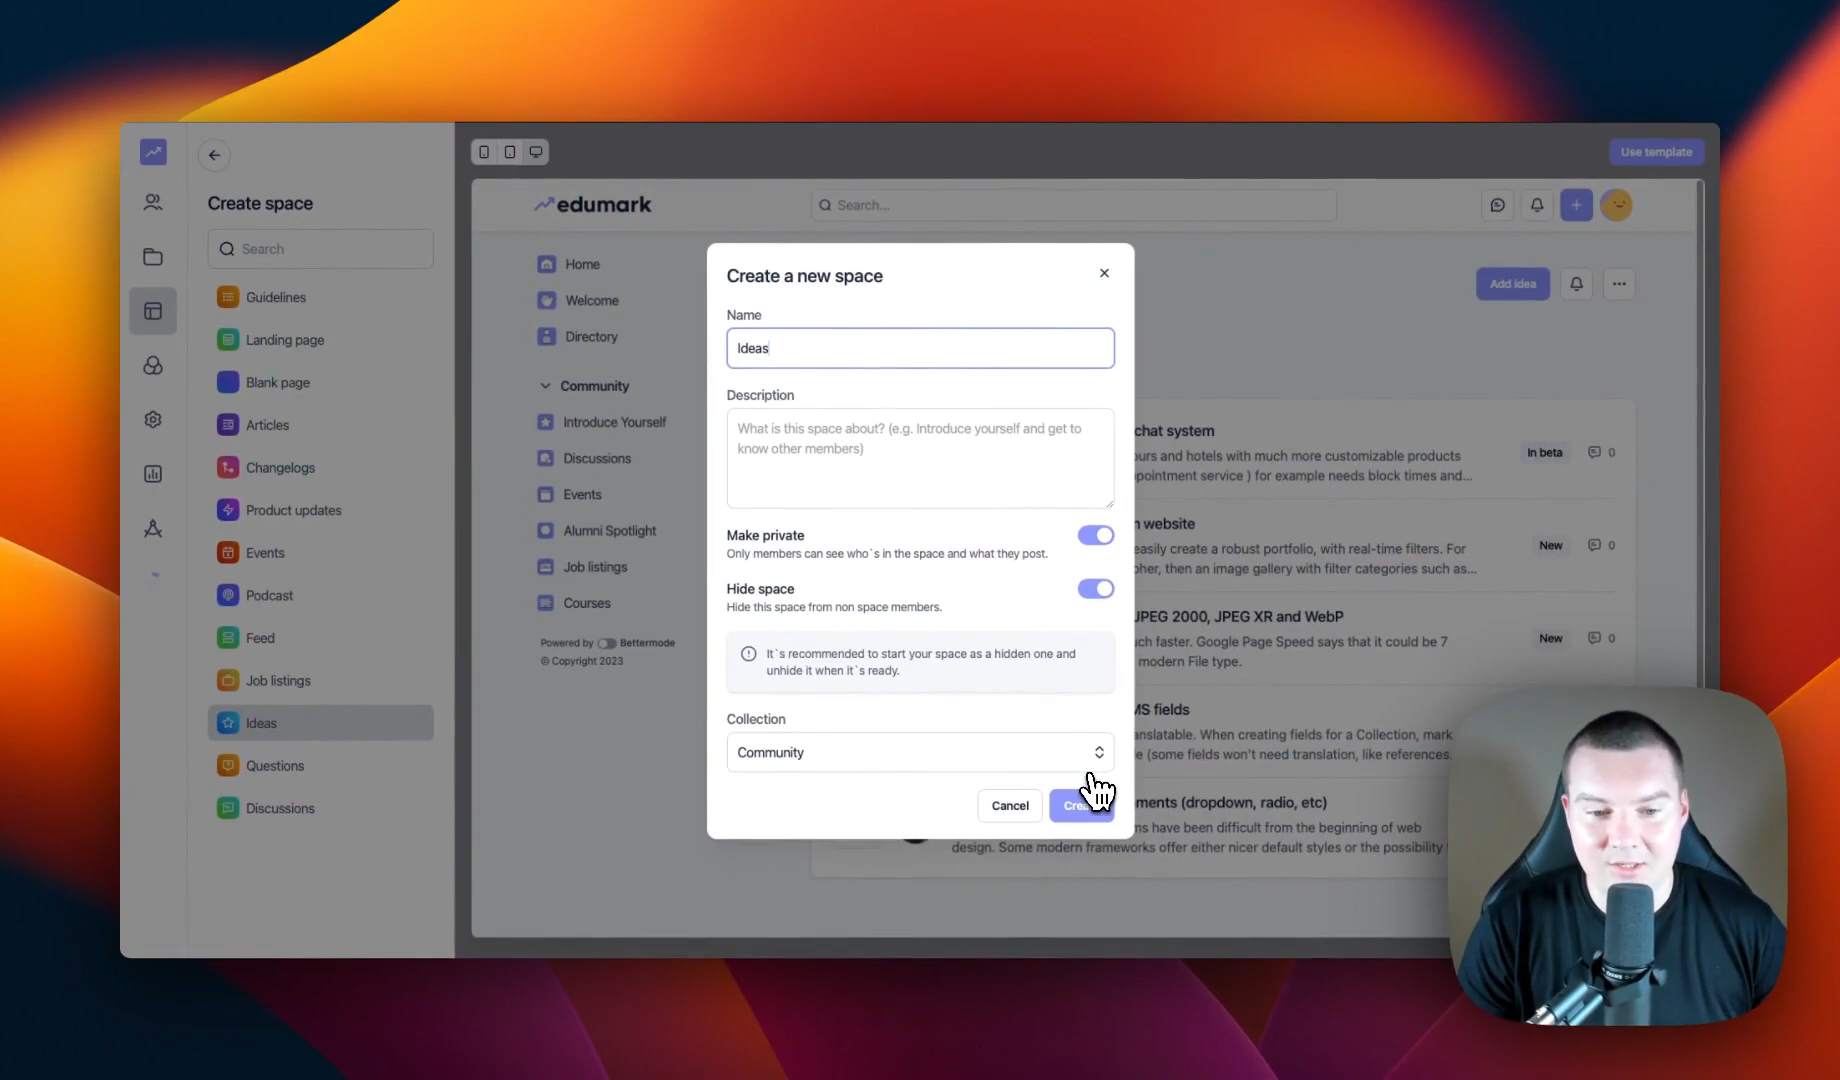 Create space
Search
Guidelines
Landing page
Blank page
Articles
Changelogs
Product updates
Events
Podcast
Feed
Job listings
Ideas
Questions
Discussions
Use template
edumark
Search...
Home
Welcome
Directory
Community
Introduce Yourself
Discussions
Events
Alumni Spotlight
Job listings
Courses
Powered by Bettermode
© Copyright 2023
Create a new space
Name
Ideas
Description
What is this space about? (e.g. Introduce yourself and get to
know other members)
Make private
Only members can see who`s in the space and what they post.
Hide space
Hide this space from non space members.
It`s recommended to start your space as a hidden one and
unhide it when it`s ready.
Collection
Community
Cancel
Add idea
chat system
ours and hotels with much more customizable products
pointment service ) for example needs block times and...
In beta
0
website
easily create a robust portfolio, with real-time filters. For
then an image gallery with filter categories such as...
New
0
JPEG 2000, JPEG XR and WebP
faster. Google Page Speed says that it could be 7
modern File type.
New
0
MS fields
anslatable. When creating fields for a Collection, mark
(some fields won't need translation, like references.
(dropdown, radio, etc)
have been difficult from the beginning of web
design. Some modern frameworks offer either nicer default styles or the possibility